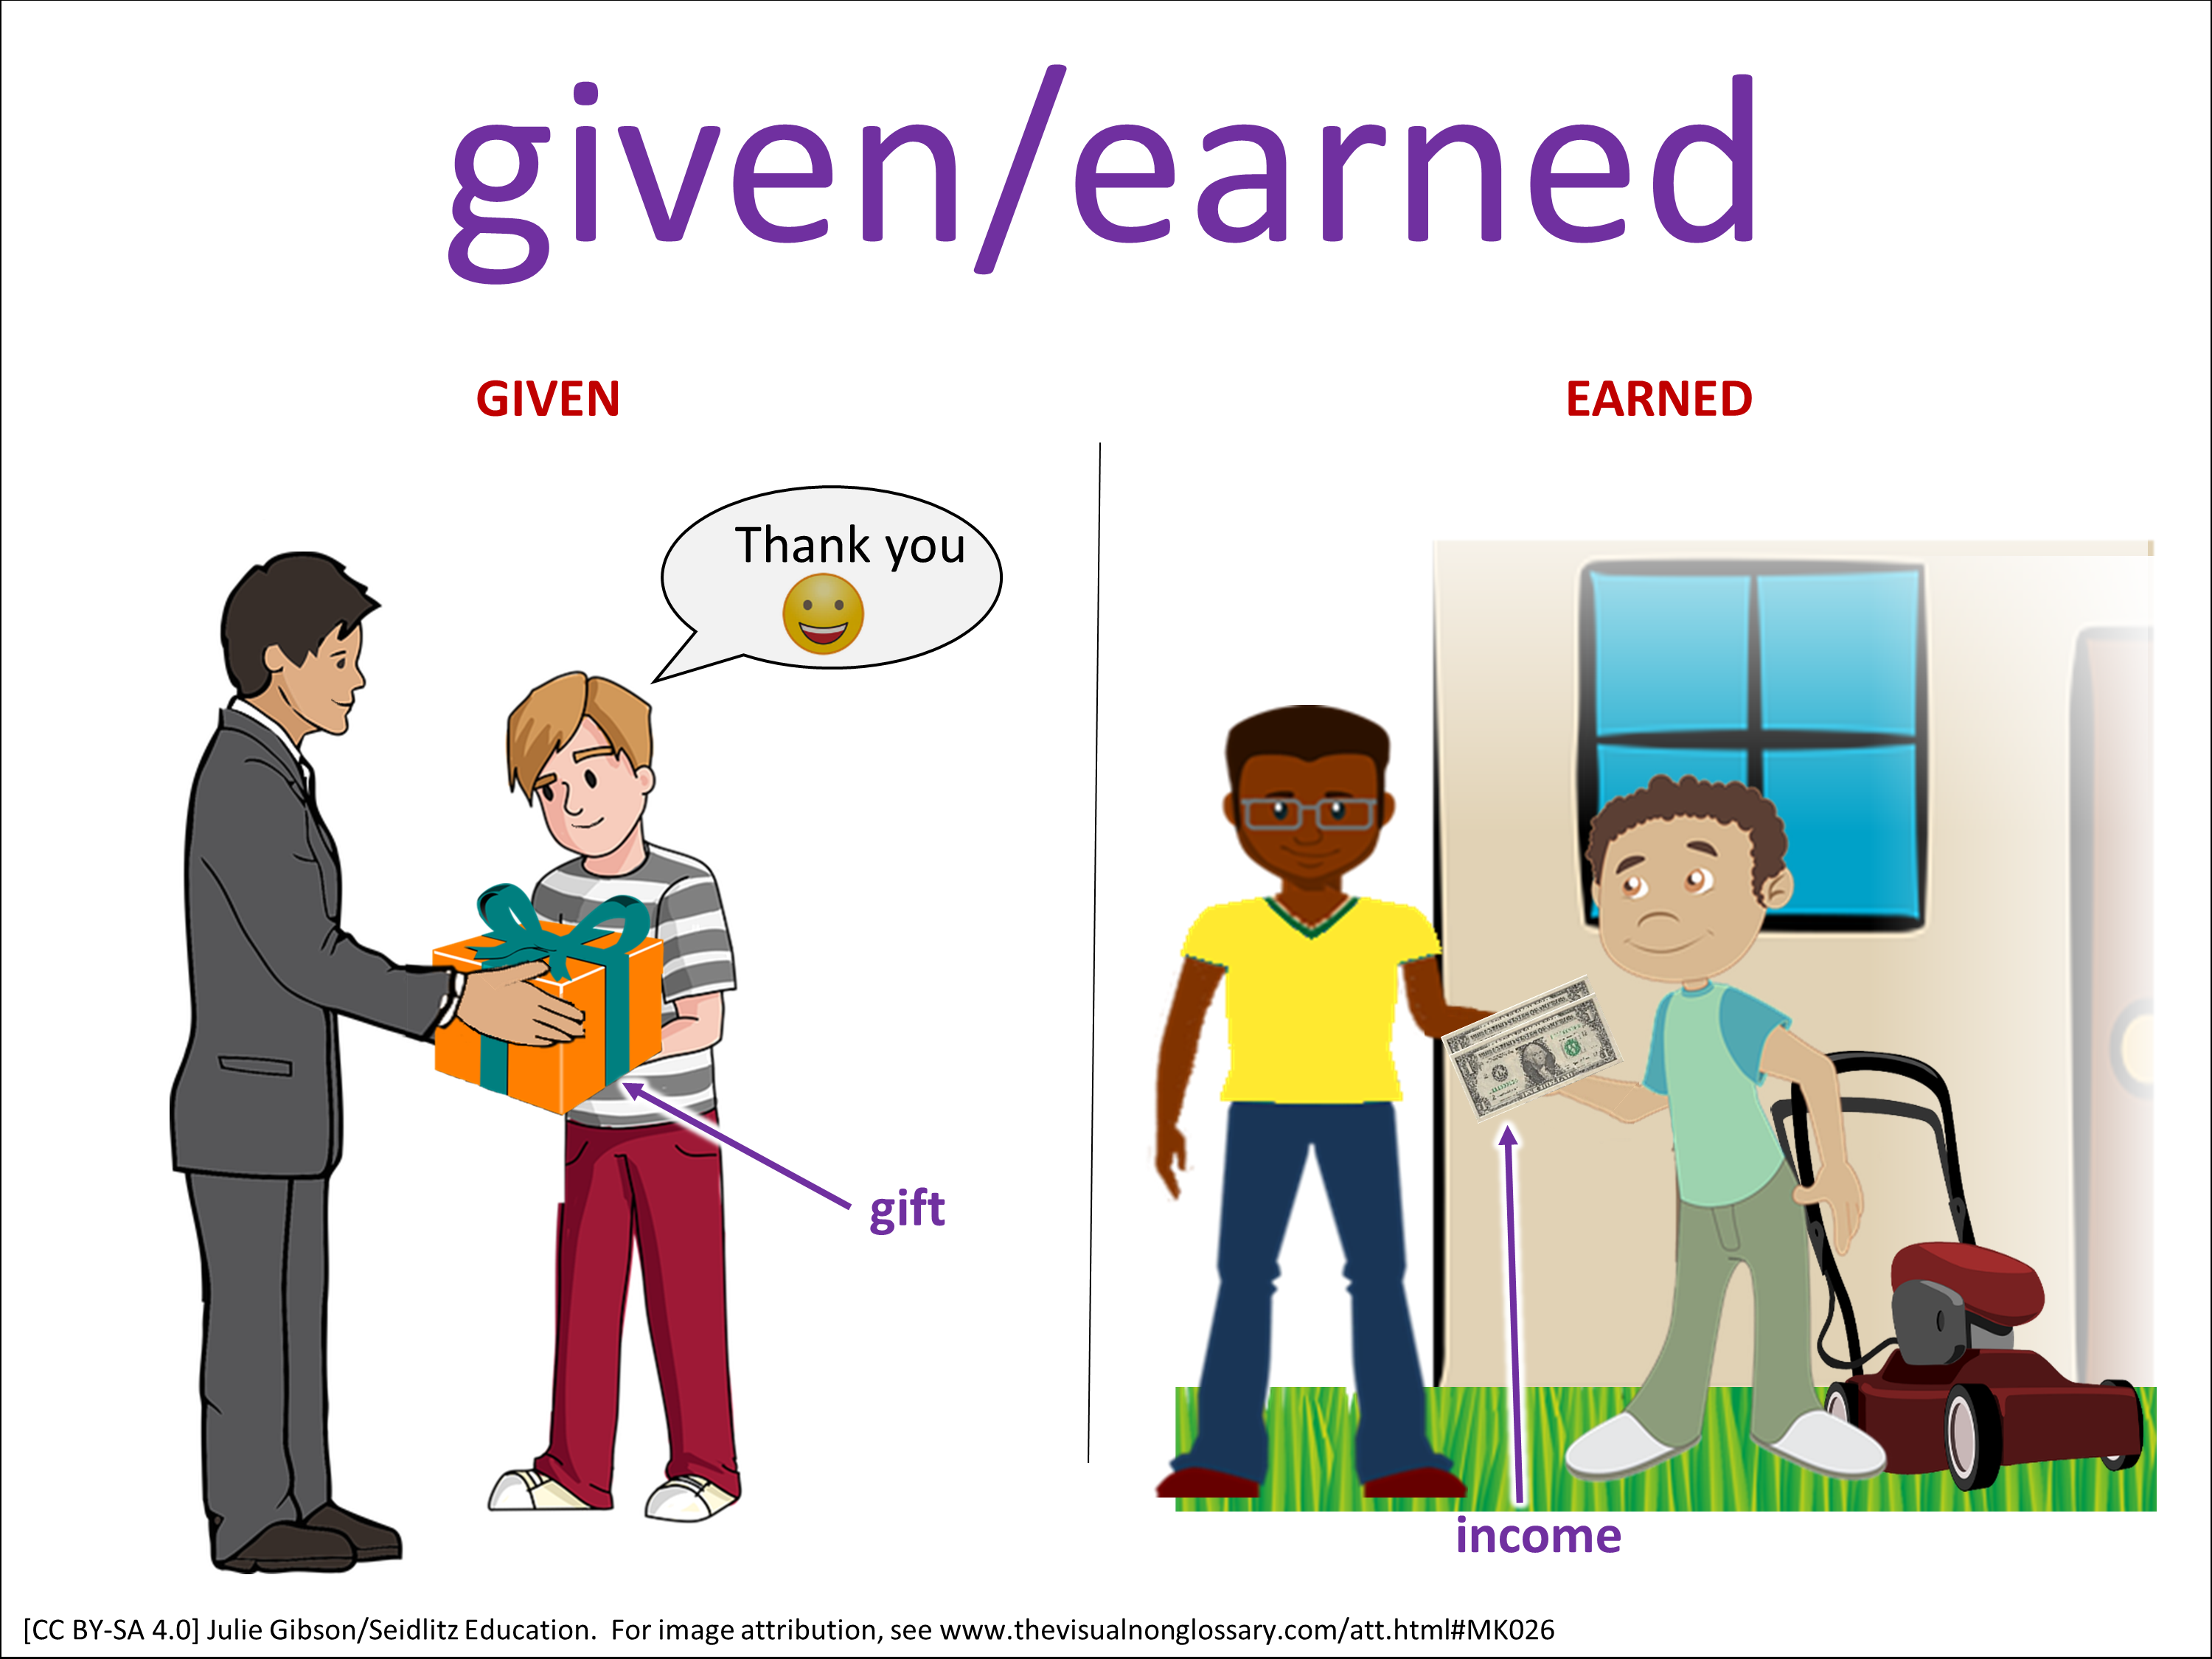 given/earned
GIVEN
EARNED
Thank you
gift
income
[CC BY-SA 4.0] Julie Gibson/Seidlitz Education.  For image attribution, see www.thevisualnonglossary.com/att.html#MK026